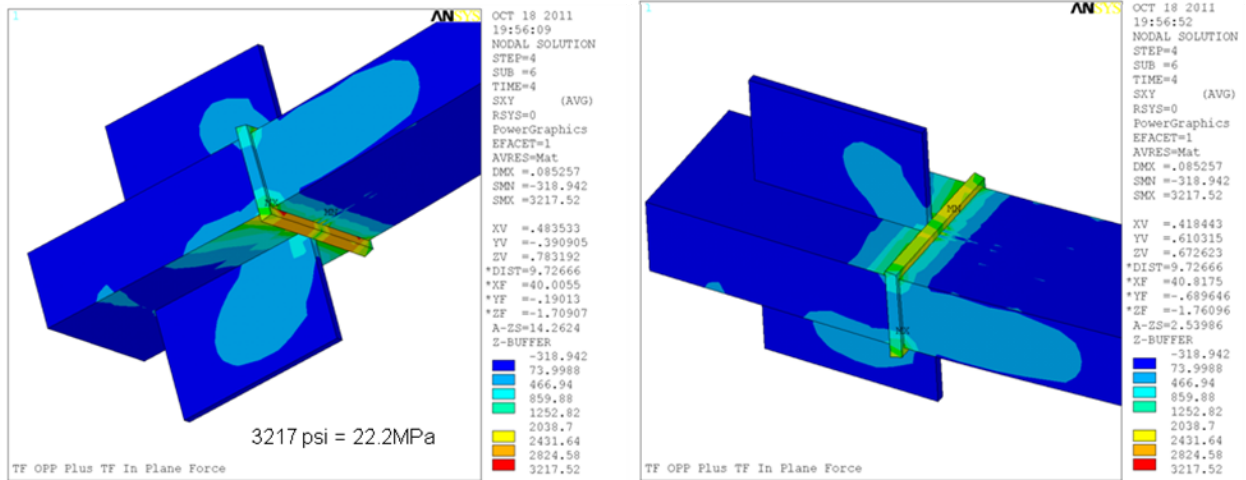 1
ANSYS
OCT 18 2011
19:56:09
NODAL SOLUTION
STEP=4
SUB =6
TIME=4
SXY (AVG)
RSYS=0
PowerGraphics
EFACET=1
AVRES=Mat
DMX =.085257
SMN =-318.942
SMX =3217.52
XV =.483533
YV =-.390905
ZV =.783192
*DIST=9.72666
*XF =40.0055
*YF =-.19013
*ZF =-1.70907
A-ZS=14.2624
Z-BUFFER
-318.942
73.9988
466.94
859.88
1252.82
2038.7
2431.64
2824.58
3217.52
MX
MN
3217 psi = 22.2MPa
TF OPP Plus TF In Plane Force
1
ANSYS
OCT 18 2011
19:56:52
NODAL SOLUTION
STEP=4
SUB =6
TIME=4
SXY (AVG)
RSYS=0
PowerGraphics
EFACET=1
AVRES=Mat
DMX =.085257
SMN =-318.942
SMX =3217.52
XV =.418443
YV =.610315
ZV =.672623
*DIST=9.72666
*XF =40.8175
*YF =-.689646
*ZF =-1.76096
A-ZS=2.53986
Z-BUFFER
-318.942
73.9988
466.94
859.88
1252.82
2038.7
2431.64
2824.58
3217.52
MN
MX
TF OPP Plus TF In Plane Force